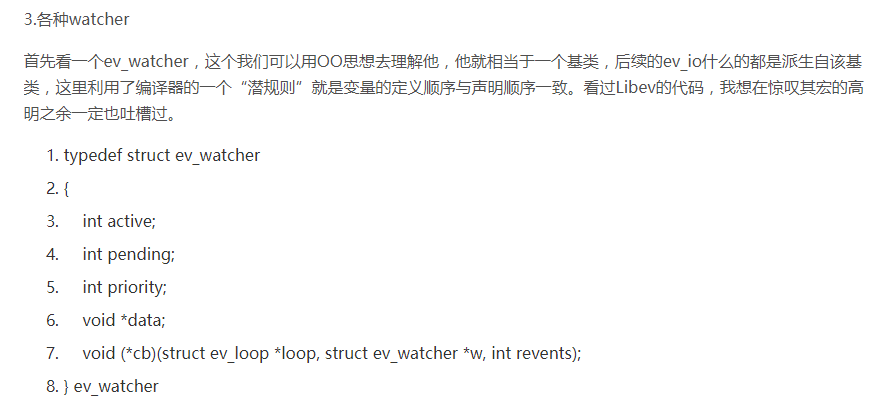 3.各种watcher
首先看一个ev_watcher，这个我们可以用OO思想去理解他，他就相当于一个基类，后续的ev_io什么的都是派生自该基
类，这里利用了编译器的一个“潜规则”就是变量的定义顺序与声明顺序一致。看过Libev的代码，我想在惊叹其宏的高
明之余一定也吐槽过。
1. typedef struct ev_watcher
2. {
3. int active;
4. int pending;
5. int priority;
6. void *data;
7. void (*cb)(struct ev_loop *loop, struct ev_watcher *w, int revents);
8. } ev_watcher